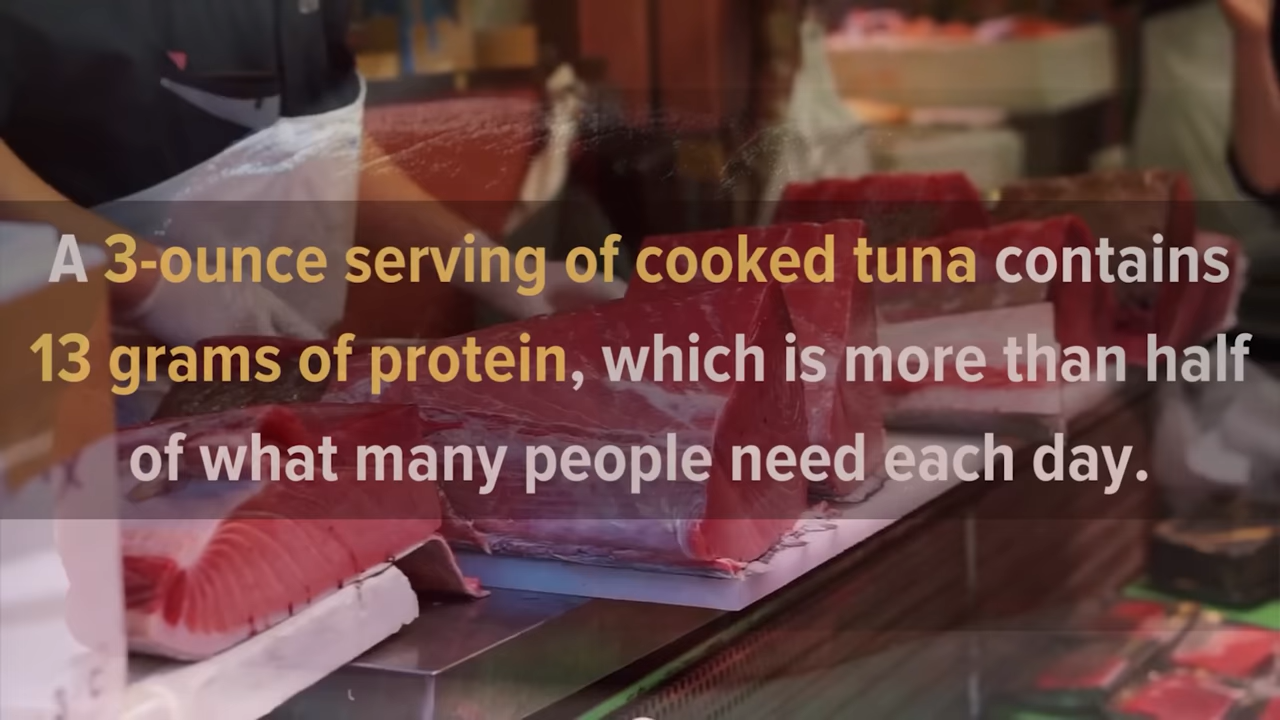 A 3-ounce serving of cooked tuna contains
13 grams of protein, which is more than half
of what many people need each day.